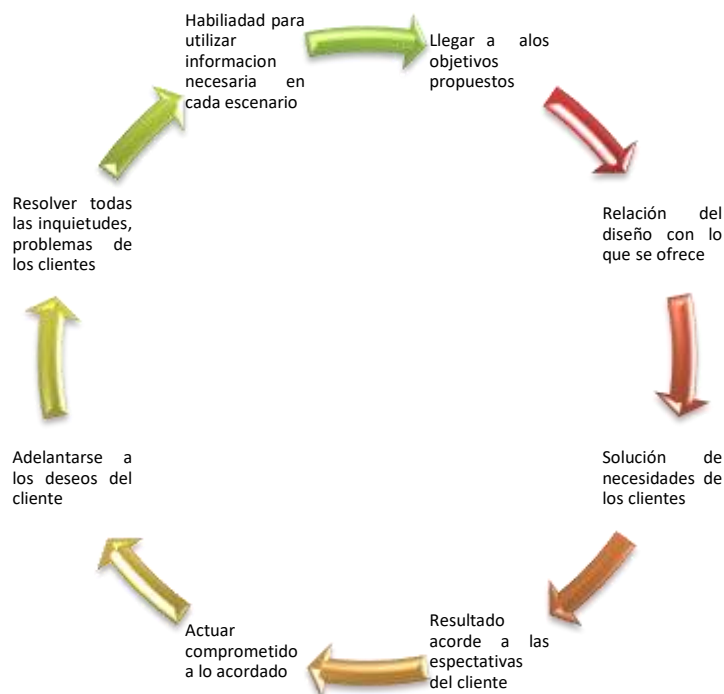 Habiliadad para
utilizar
informacion
necesaria en
cada escenario
Llegar a alos
objetivos
propuestos
Relación del
diseño con lo
que se ofrece
Solución de
necesidades de
los clientes
Resultado
acorde a las
espectativas
del cliente
Actuar
comprometido
a lo acordado
Adelantarse a
los deseos del
cliente
Resolver todas
las inquietudes,
problemas de
los clientes